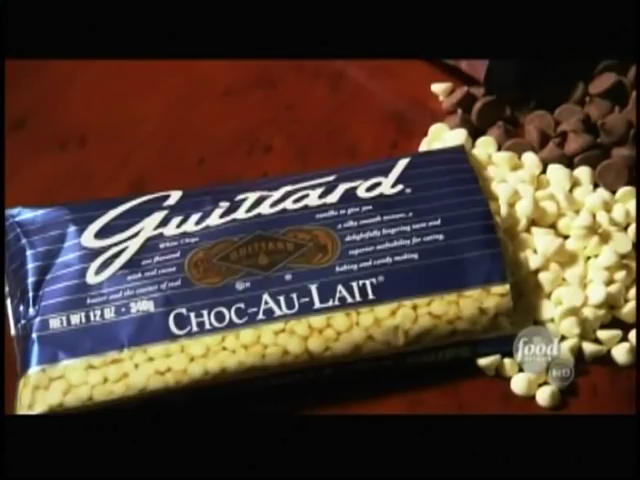 Guittard®
White Chips
are flavored
with real cocoa
butter and the essence of real
vanilla to give you
a silky smooth texture, a
delightfully lingering taste and
superior meltability for eating,
baking and candy making
GUITTARD
NET WT 12 OZ · 340g
CHOC-AU-LAIT®
food
network
HD